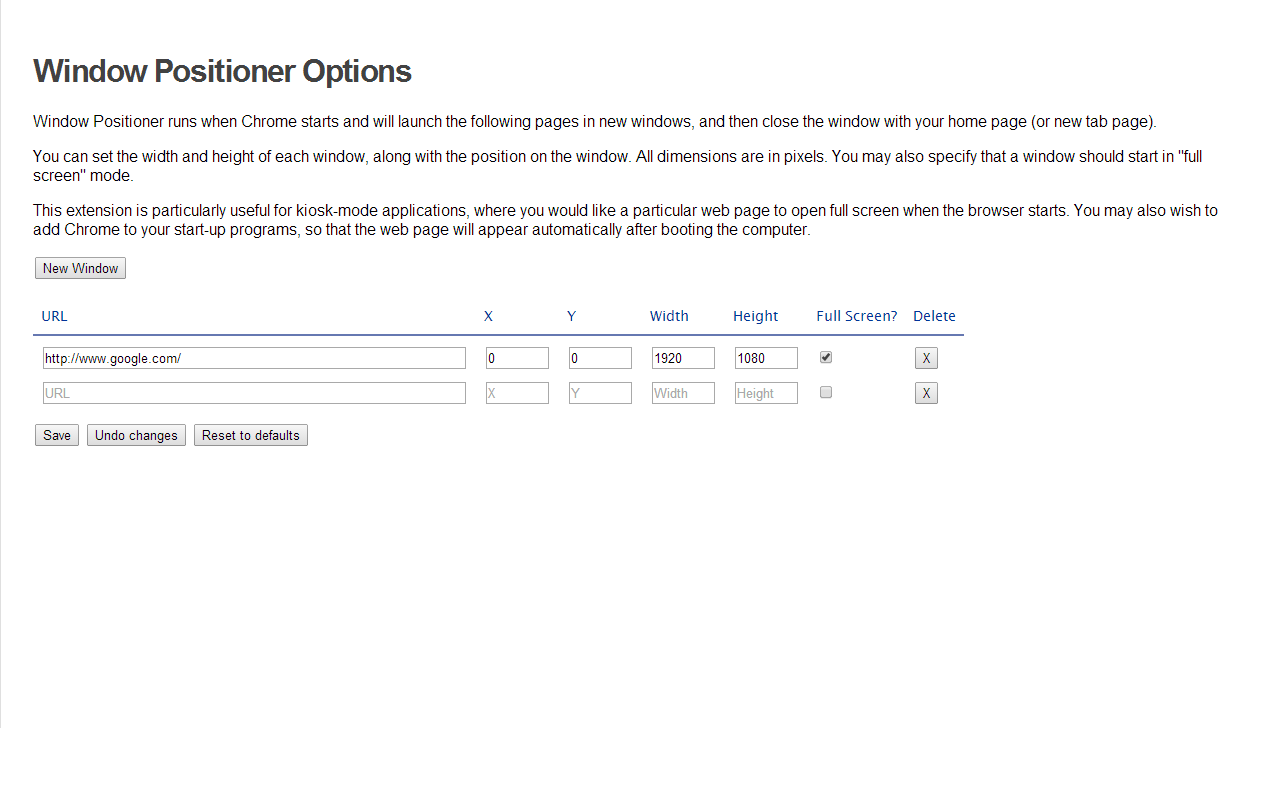 Window Positioner Options
Window Positioner runs when Chrome starts and will launch the following pages in new windows, and then close the window with your home page (or new tab page).
You can set the width and height of each window, along with the position on the window. All dimensions are in pixels. You may also specify that a window should start in "full
screen" mode.
This extension is particularly useful for kiosk-mode applications, where you would like a particular web page to open full screen when the browser starts. You may also wish to
add Chrome to your start-up programs, so that the web page will appear automatically after booting the computer.
New Window
URL X Y Width Height Full Screen? Delete
http://www.google.com/ 0 0 1920 1080 X
URL X Y Width Height X
Save Undo changes Reset to defaults